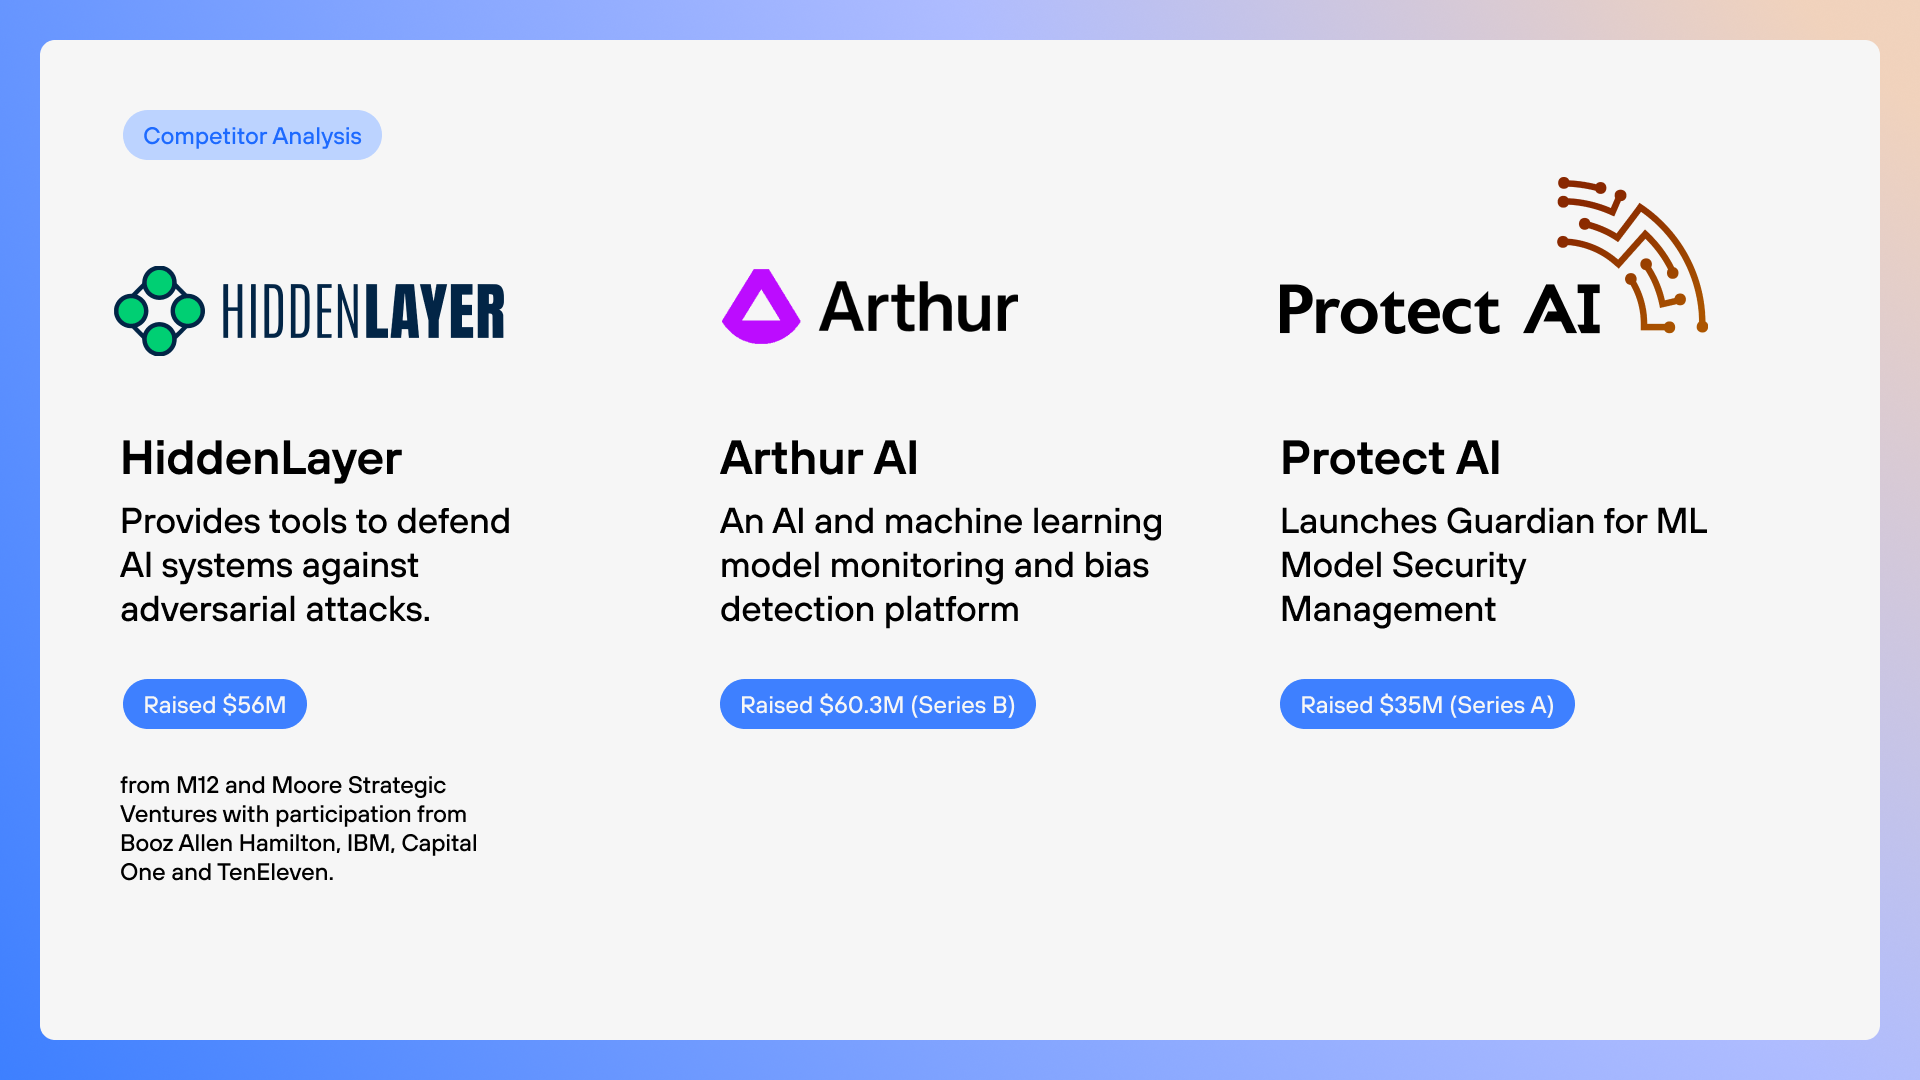 Competitor Analysis
HIDDENLAYER
Arthur
Protect AI
HiddenLayer
Provides tools to defend
AI systems against
adversarial attacks.
Raised $56M
from M12 and Moore Strategic
Ventures with participation from
Booz Allen Hamilton, IBM, Capital
One and TenEleven.
Arthur AI
An AI and machine learning
model monitoring and bias
detection platform
Raised $60.3M (Series B)
Protect AI
Launches Guardian for ML
Model Security
Management
Raised $35M (Series A)